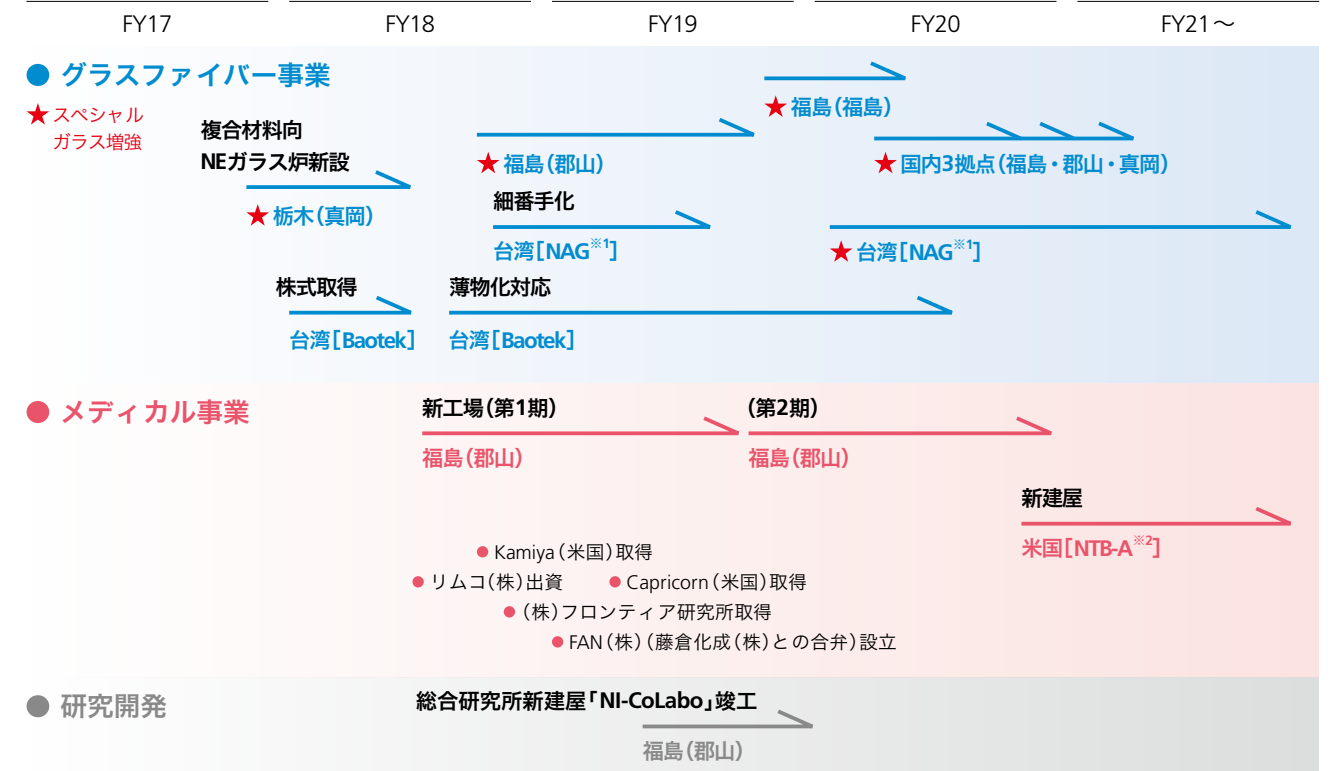 FY17 FY18 FY19 FY20 FY21～
● グラスファイバー事業
★スペシャル
ガラス増強
★福島(福島)
複合材料向
NEガラス炉新設
★栃木(真岡)
★福島(郡山)
★国内3拠点(福島・郡山・真岡)
細番手化
台湾[NAG※1]
★台湾[NAG※1]
株式取得
台湾[Baotek]
薄物化対応
台湾[Baotek]
● メディカル事業
新工場(第1期)
福島(郡山)
(第2期)
福島(郡山)
新建屋
米国[NTB-A※2]
●Kamiya(米国)取得
●リムコ(株)出資 ●Capricorn(米国)取得
●(株)フロンティア研究所取得
●FAN(株)(藤倉化成(株)との合弁)設立
● 研究開発
総合研究所新建屋「NI-CoLabo」竣工
福島(郡山)